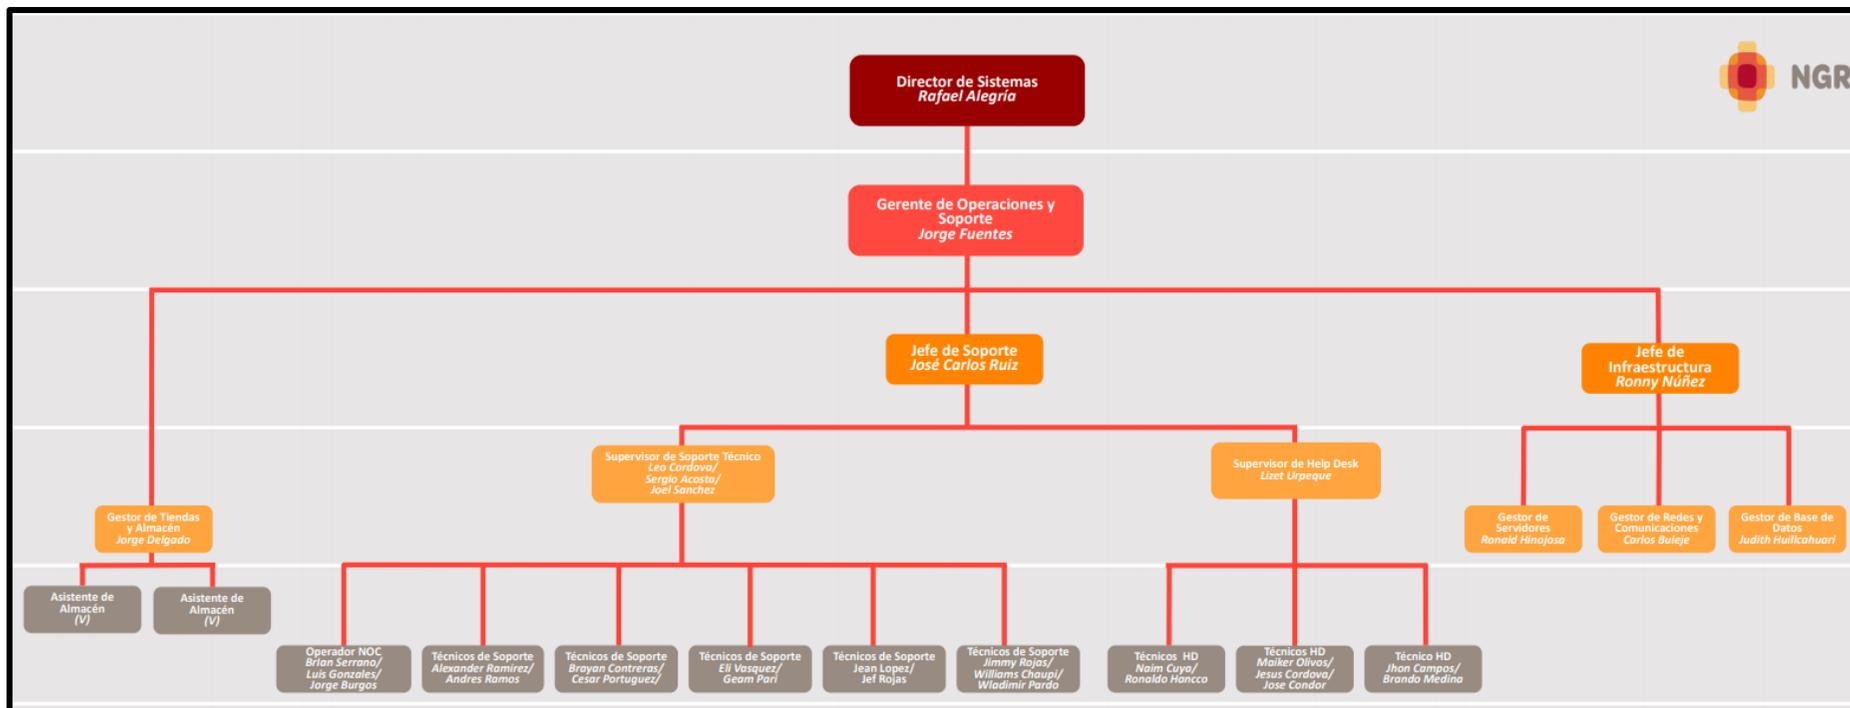 Director de Sistemas
Rafael Alegría
NGR
Gerente de Operaciones y
Soporte
Jorge Fuentes
Jefe de Soporte
José Carlos Ruiz
Jefe de
Infraestructura
Ronny Núñez
Supervisor de Soporte Técnico
Leo Cordova/
Sergio Acosta/
Joel Sanchez
Supervisor de Help Desk
Lizet Urpeque
Gestor de Tiendas
y Almacén
Jorge Delgado
Gestor de
Servidores
Ronald Hinojosa
Gestor de Redes y
Comunicaciones
Carlos Buleje
Gestor de Base de
Datos
Judith Huillcahuari
Asistente de
Almacén
(V)
Asistente de
Almacén
(V)
Operador NOC
Brian Serrano/
Luis Gonzales/
Jorge Burgos
Técnicos de Soporte
Alexander Ramírez/
Andres Ramos
Técnicos de Soporte
Brayan Contreras/
Cesar Portuguez/
Técnicos de Soporte
Eli Vasquez/
Geam Pari
Técnicos de Soporte
Jean Lopez/
Jef Rojas
Técnicos de Soporte
Jimmy Rojas/
Williams Chaupi/
Wladimir Pardo
Técnicos HD
Naim Cuya/
Ronaldo Hancco
Técnicos HD
Maiker Olivos/
Jesus Cordova/
Jose Condor
Técnico HD
Jhon Campos/
Brando Medina